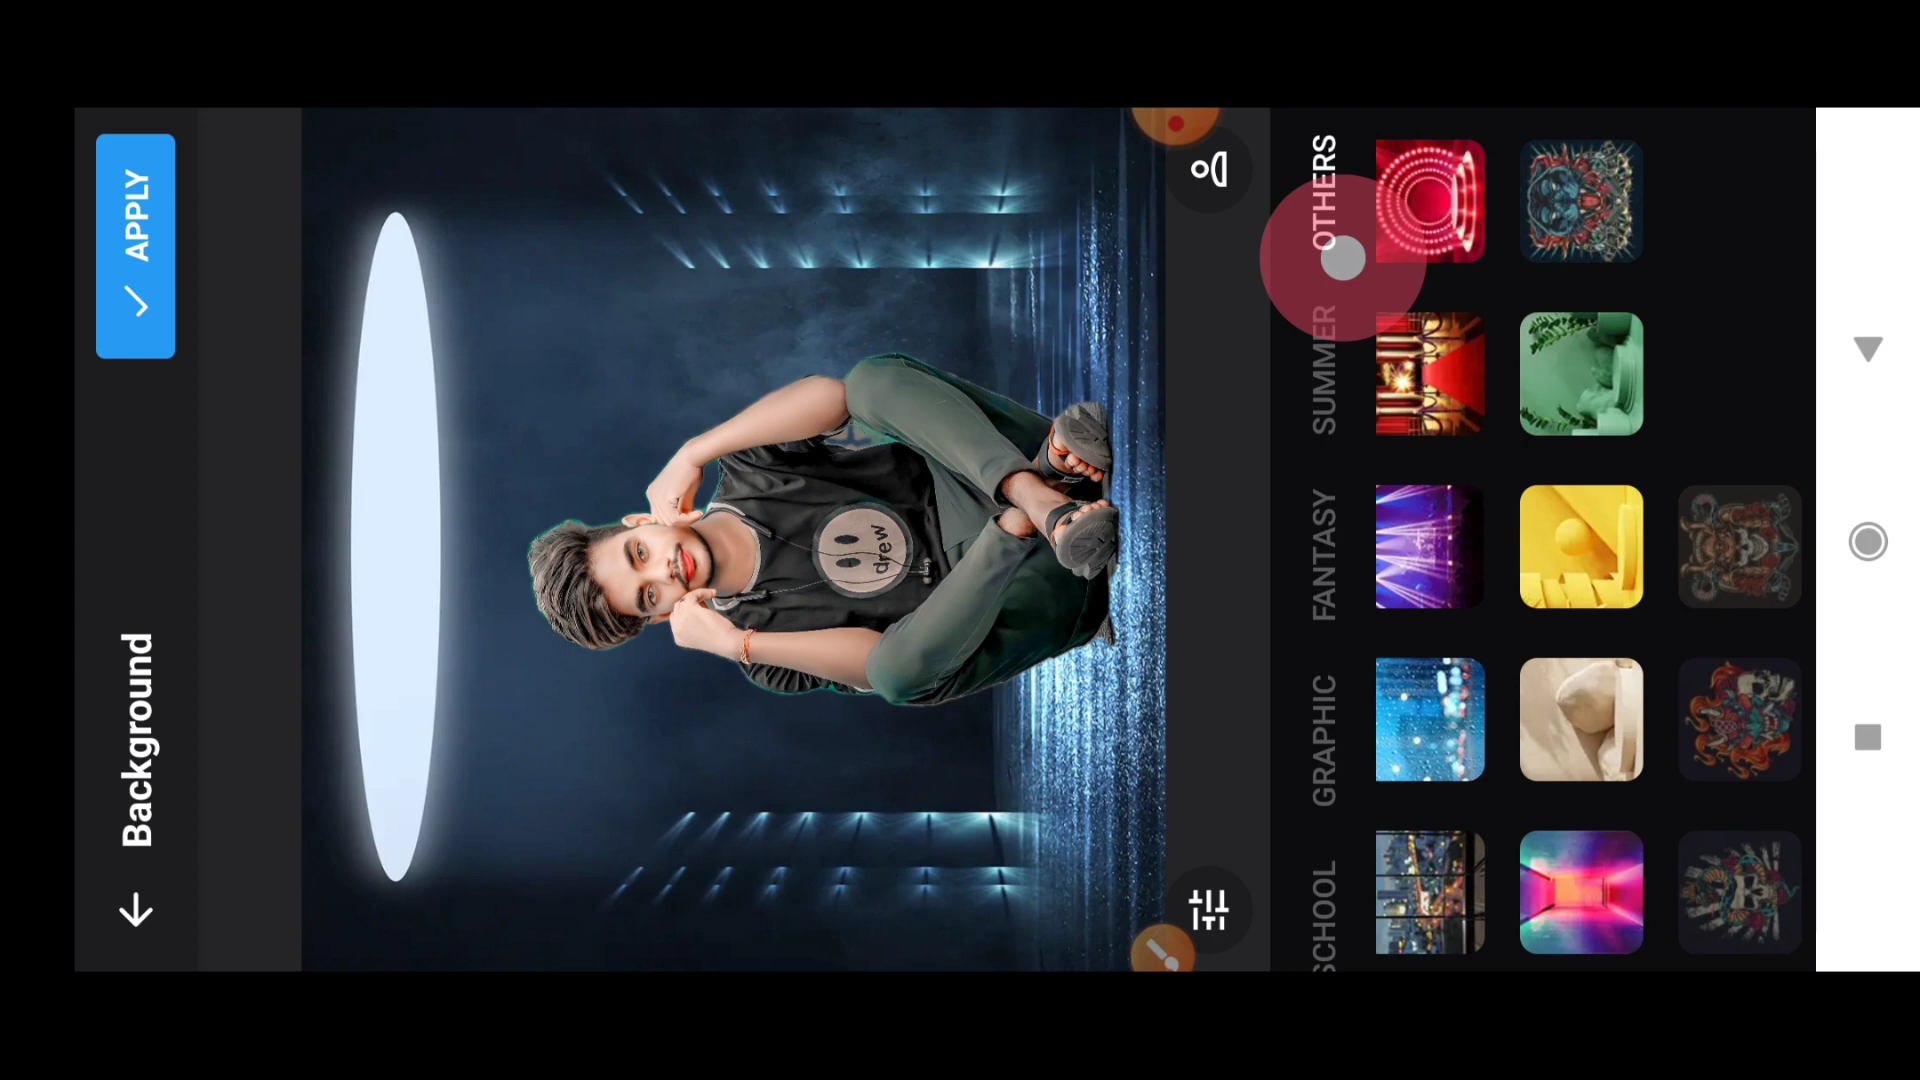 Background
APPLY
drew
SCHOOL
GRAPHIC
FANTASY
SUMMER
OTHERS